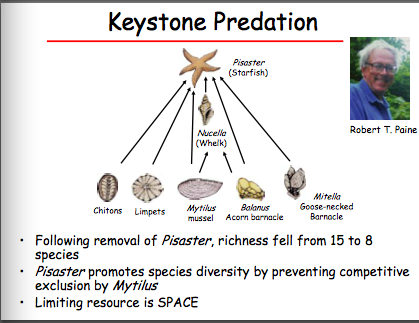 Keystone Predation
Pisaster
(Starfish)
Robert T. Paine
Nucella
(Whelk)
Chitons
Limpets
Mytilus
mussel
Balanus
Acorn barnacle
Mitella
Goose-necked
Barnacle
• Following removal of Pisaster, richness fell from 15 to 8
species
• Pisaster promotes species diversity by preventing competitive
exclusion by Mytilus
• Limiting resource is SPACE